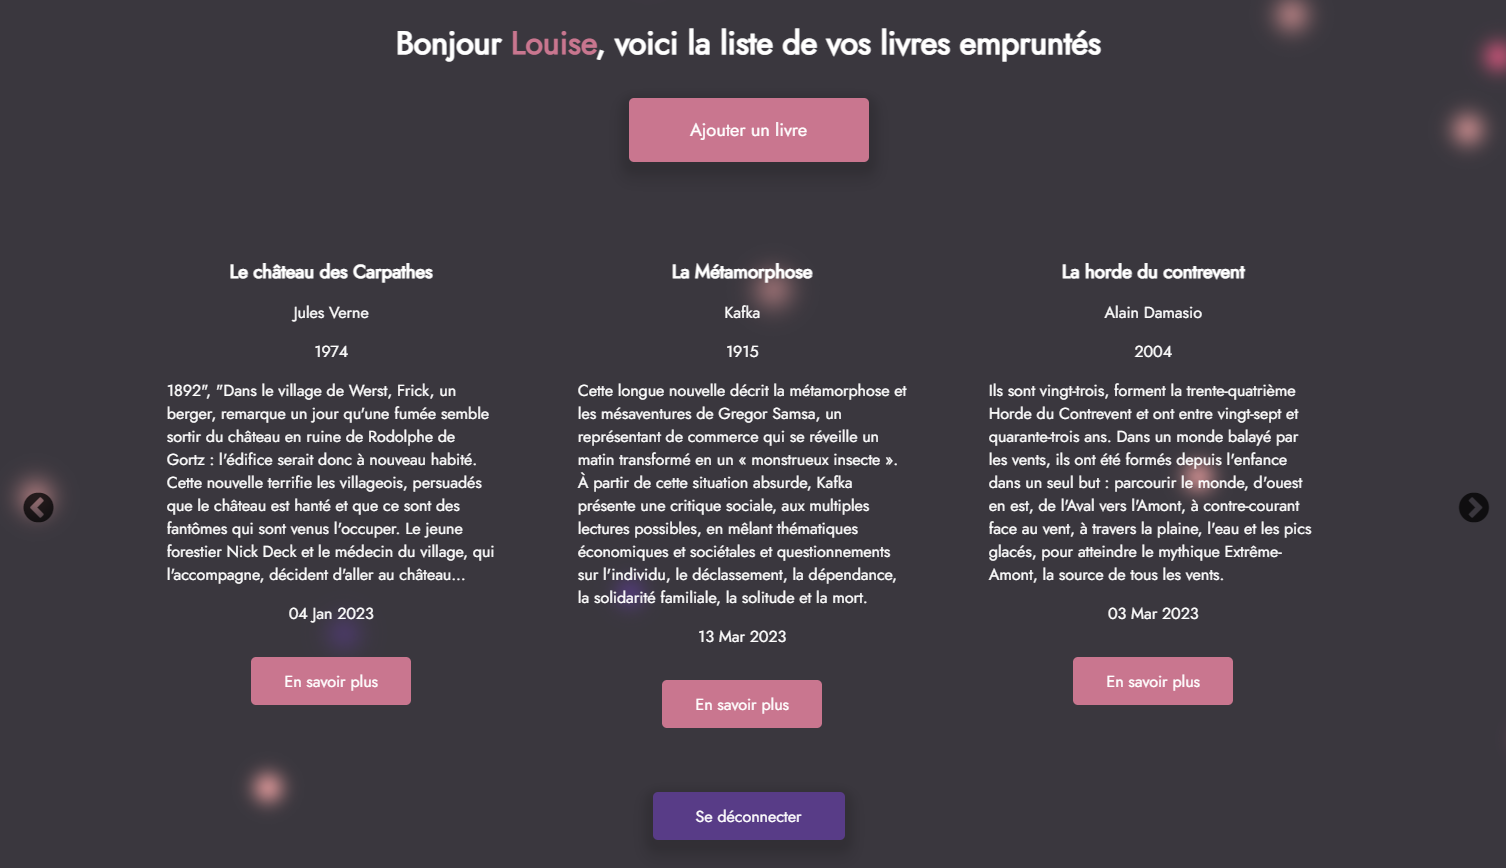 Bonjour Louise, voici la liste de vos livres empruntés
Ajouter un livre
Le château des Carpathes
Jules Verne
1974
1892", "Dans le village de Werst, Frick, un
berger, remarque un jour qu'une fumée semble
sortir du château en ruine de Rodolphe de
Gortz : l'édifice serait donc à nouveau habité.
Cette nouvelle terrifie les villageois, persuadés
que le château est hanté et que ce sont des
fantômes qui sont venus l'occuper. Le jeune
forestier Nick Deck et le médecin du village, qui
l'accompagne, décident d'aller au château...
04 Jan 2023
En savoir plus
La Métamorphose
Kafka
1915
Cette longue nouvelle décrit la métamorphose et
les mésaventures de Gregor Samsa, un
représentant de commerce qui se réveille un
matin transformé en un « monstrueux insecte ».
À partir de cette situation absurde, Kafka
présente une critique sociale, aux multiples
lectures possibles, en mêlant thématiques
économiques et sociétales et questionnements
sur l'individu, le déclassement, la dépendance,
la solidarité familiale, la solitude et la mort.
13 Mar 2023
En savoir plus
La horde du contrevent
Alain Damasio
2004
Ils sont vingt-trois, forment la trente-quatrième
Horde du Contrevent et ont entre vingt-sept et
quarante-trois ans. Dans un monde balayé par
les vents, ils ont été formés depuis l'enfance
dans un seul but : parcourir le monde, d'ouest
en est, de l'Aval vers l'Amont, à contre-courant
face au vent, à travers la plaine, l'eau et les pics
glacés, pour atteindre le mythique Extrême-
Amont, la source de tous les vents.
03 Mar 2023
En savoir plus
Se déconnecter